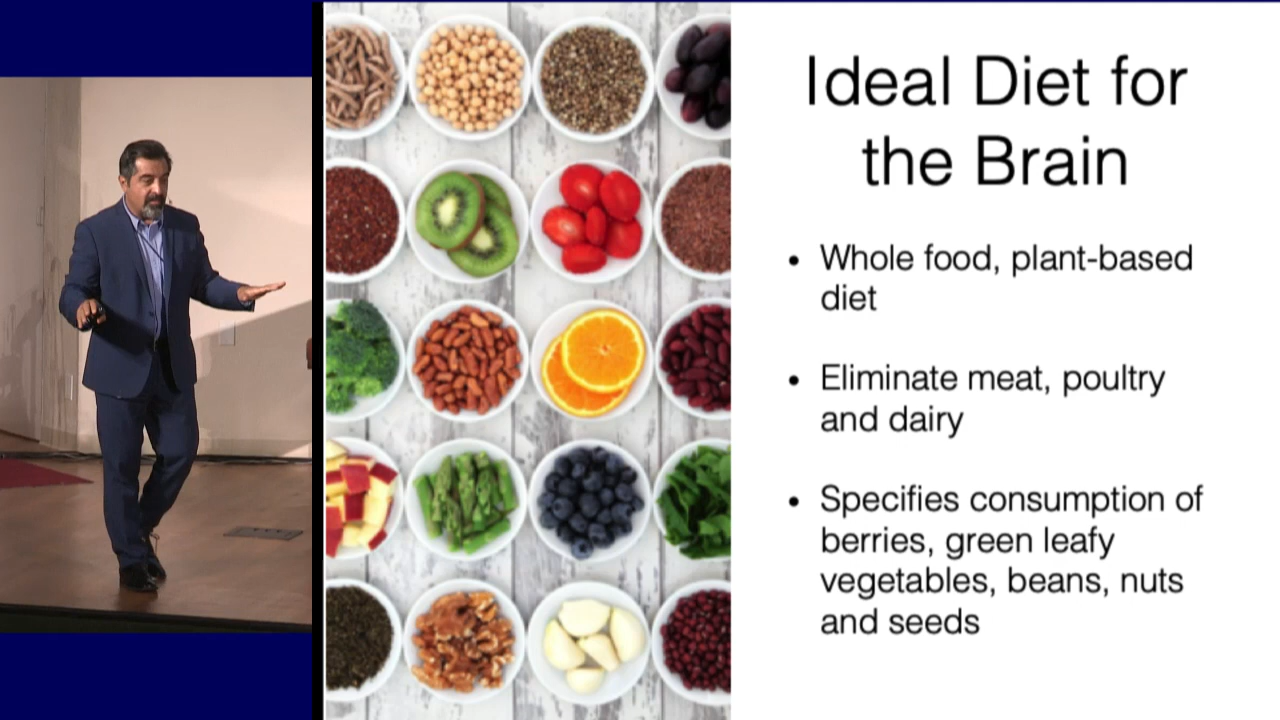 Ideal Diet for
the Brain
• Whole food, plant-based
diet
• Eliminate meat, poultry
and dairy
• Specifies consumption of
berries, green leafy
vegetables, beans, nuts
and seeds